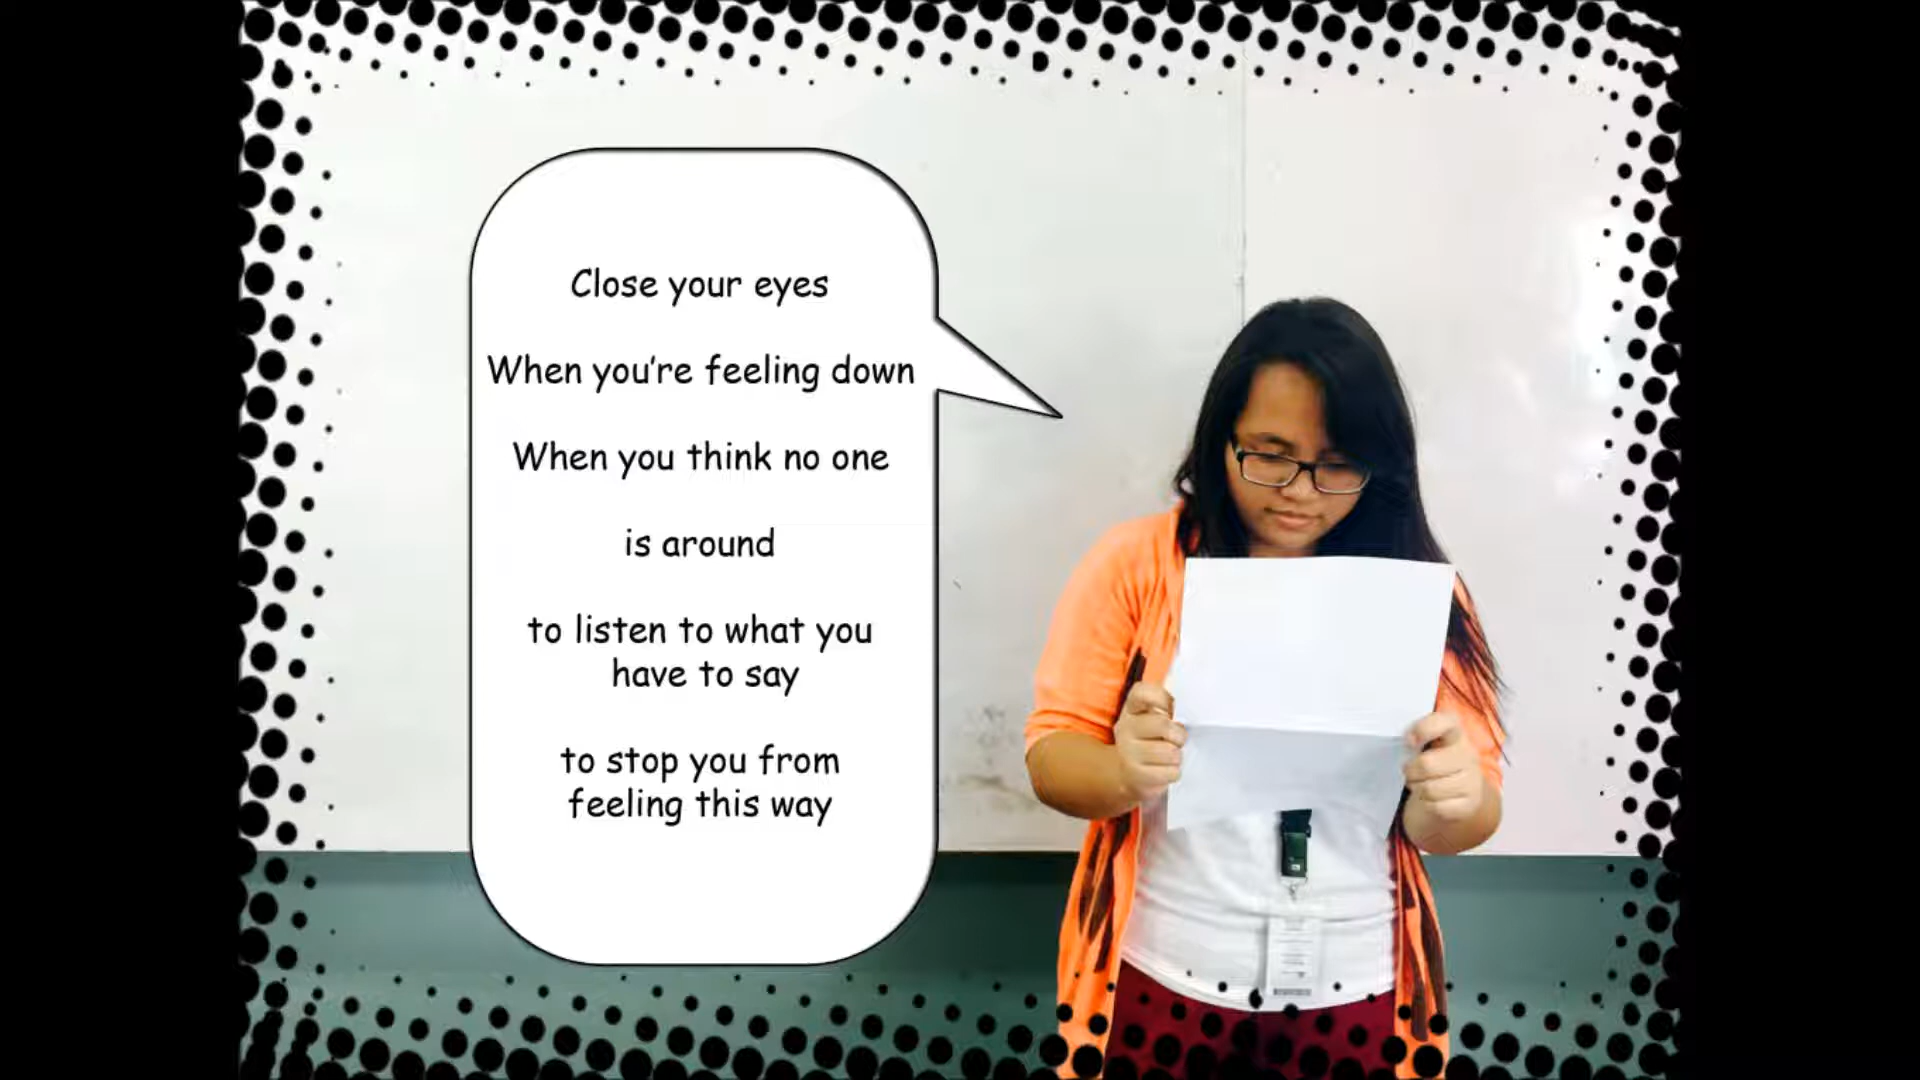 Close your eyes
When you're feeling down
When you think no one
is around
to listen to what you
have to say
to stop you from
feeling this way